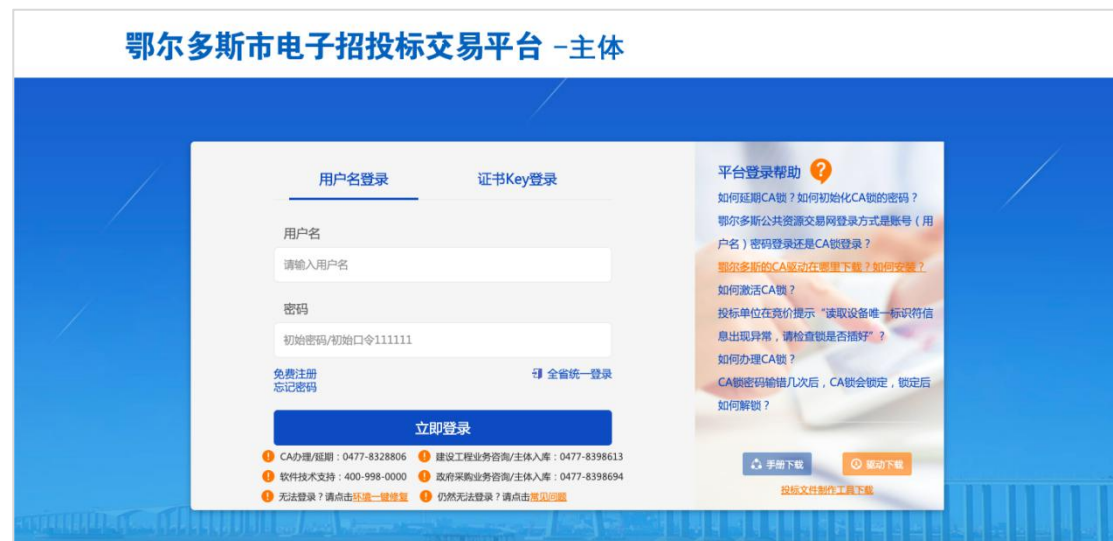 鄂尔多斯市电子招投标交易平台 –主体
用户名登录
证书Key登录
用户名
请输入用户名
密码
初始密码/初始口令111111
免费注册
全省统一登录
忘记密码
立即登录
CA办理/延期：0477-8328806
建设工程业务咨询/主体入库：0477-8398613
软件技术支持：400-998-0000
政府采购业务咨询/主体入库：0477-8398694
无法登录？请点击环境一键修复
仍然无法登录？请点击常见问题
平台登录帮助
如何延期CA锁？如何初始化CA锁的密码？
鄂尔多斯公共资源交易网登录方式是账号（用
户名）密码登录还是CA锁登录？
鄂尔多斯的CA驱动在哪里下载？如何安装？
如何激活CA锁？
投标单位在竞价提示“读取设备唯一标识符信
息出现异常，请检查锁是否插好”？
如何办理CA锁？
CA锁密码输错几次后，CA锁会锁定，锁定后
如何解锁？
手册下载
驱动下载
投标文件制作工具下载